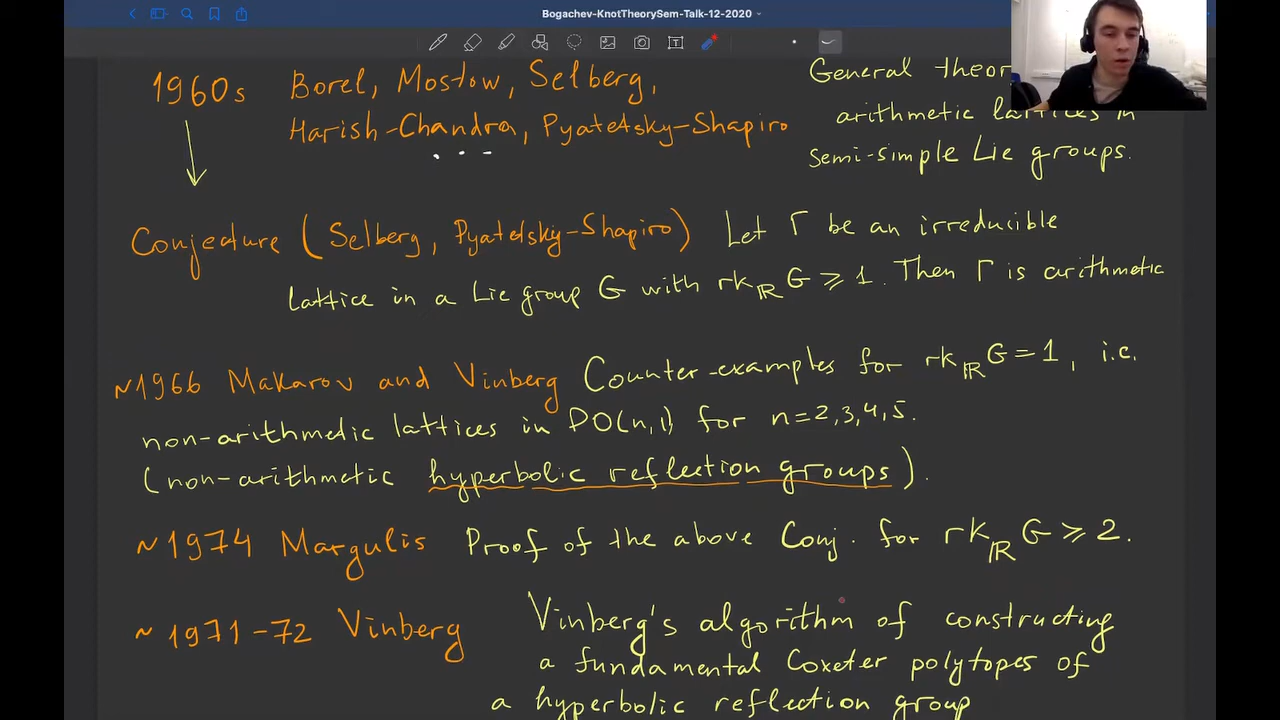 Bogachev-KnotTheorySem-Talk-12-2020
1960s Borel, Mostow, Selberg,
Harish-Chandra, Pyatetsky-Shapiro
. . .
General
arithmetic lattices in
semi-simple Lie groups.
Conjecture (Selberg, Pyatetsky-Shapiro) Let Γ be an irreducible
lattice in a Lie group G with rk_ℝ G ⩾ 1. Then Γ is arithmetic
~1966 Makarov and Vinberg Counter-examples for rk_ℝ G = 1, i.e.
non-arithmetic lattices in PO(n,1) for n=2,3,4,5.
(non-arithmetic hyperbolic reflection groups).
~1974 Margulis Proof of the above Conj. for rk_ℝ G ⩾ 2.
~1971-72 Vinberg Vinberg's algorithm of constructing
a fundamental Coxeter polytopes of
a hyperbolic reflection group